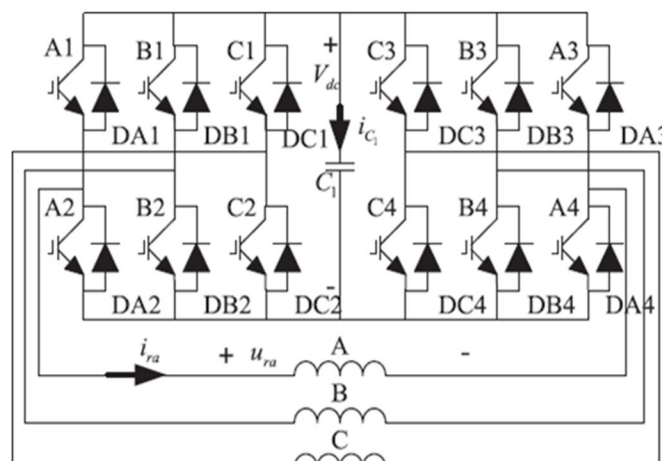 A1 B1 C1 + C3 B3 A3
V_dc
i_C1
DA1 DB1 DC1 DC3 DB3 DA3
C_1
A2 B2 C2 C4 B4 A4
-
DA2 DB2 DC2 DC4 DB4 DA4
i_ra + u_ra A -
B
C